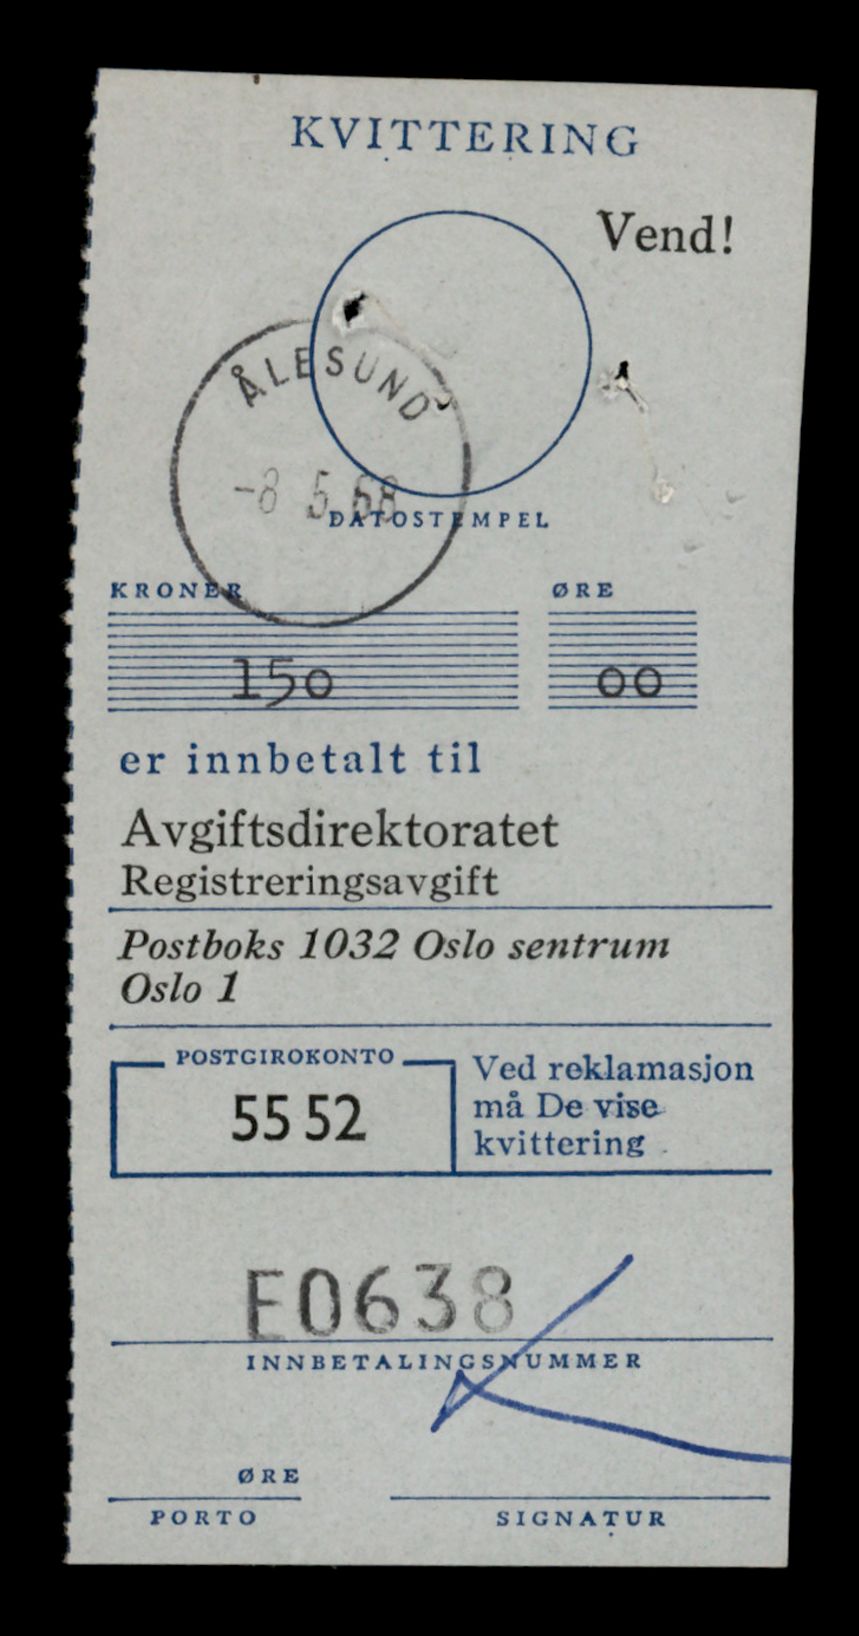 KVITTERING
Vend!
ÅLESUND
-8 5.68
DATOSTEMPEL
KRONER ØRE
150 00
er innbetalt til
Avgiftsdirektoratet
Registreringsavgift
Postboks 1032 Oslo sentrum
Oslo 1
POSTGIROKONTO
55 52
Ved reklamasjon
må De vise
kvittering
E0638
INNBETALINGSNUMMER
ØRE
PORTO
SIGNATUR